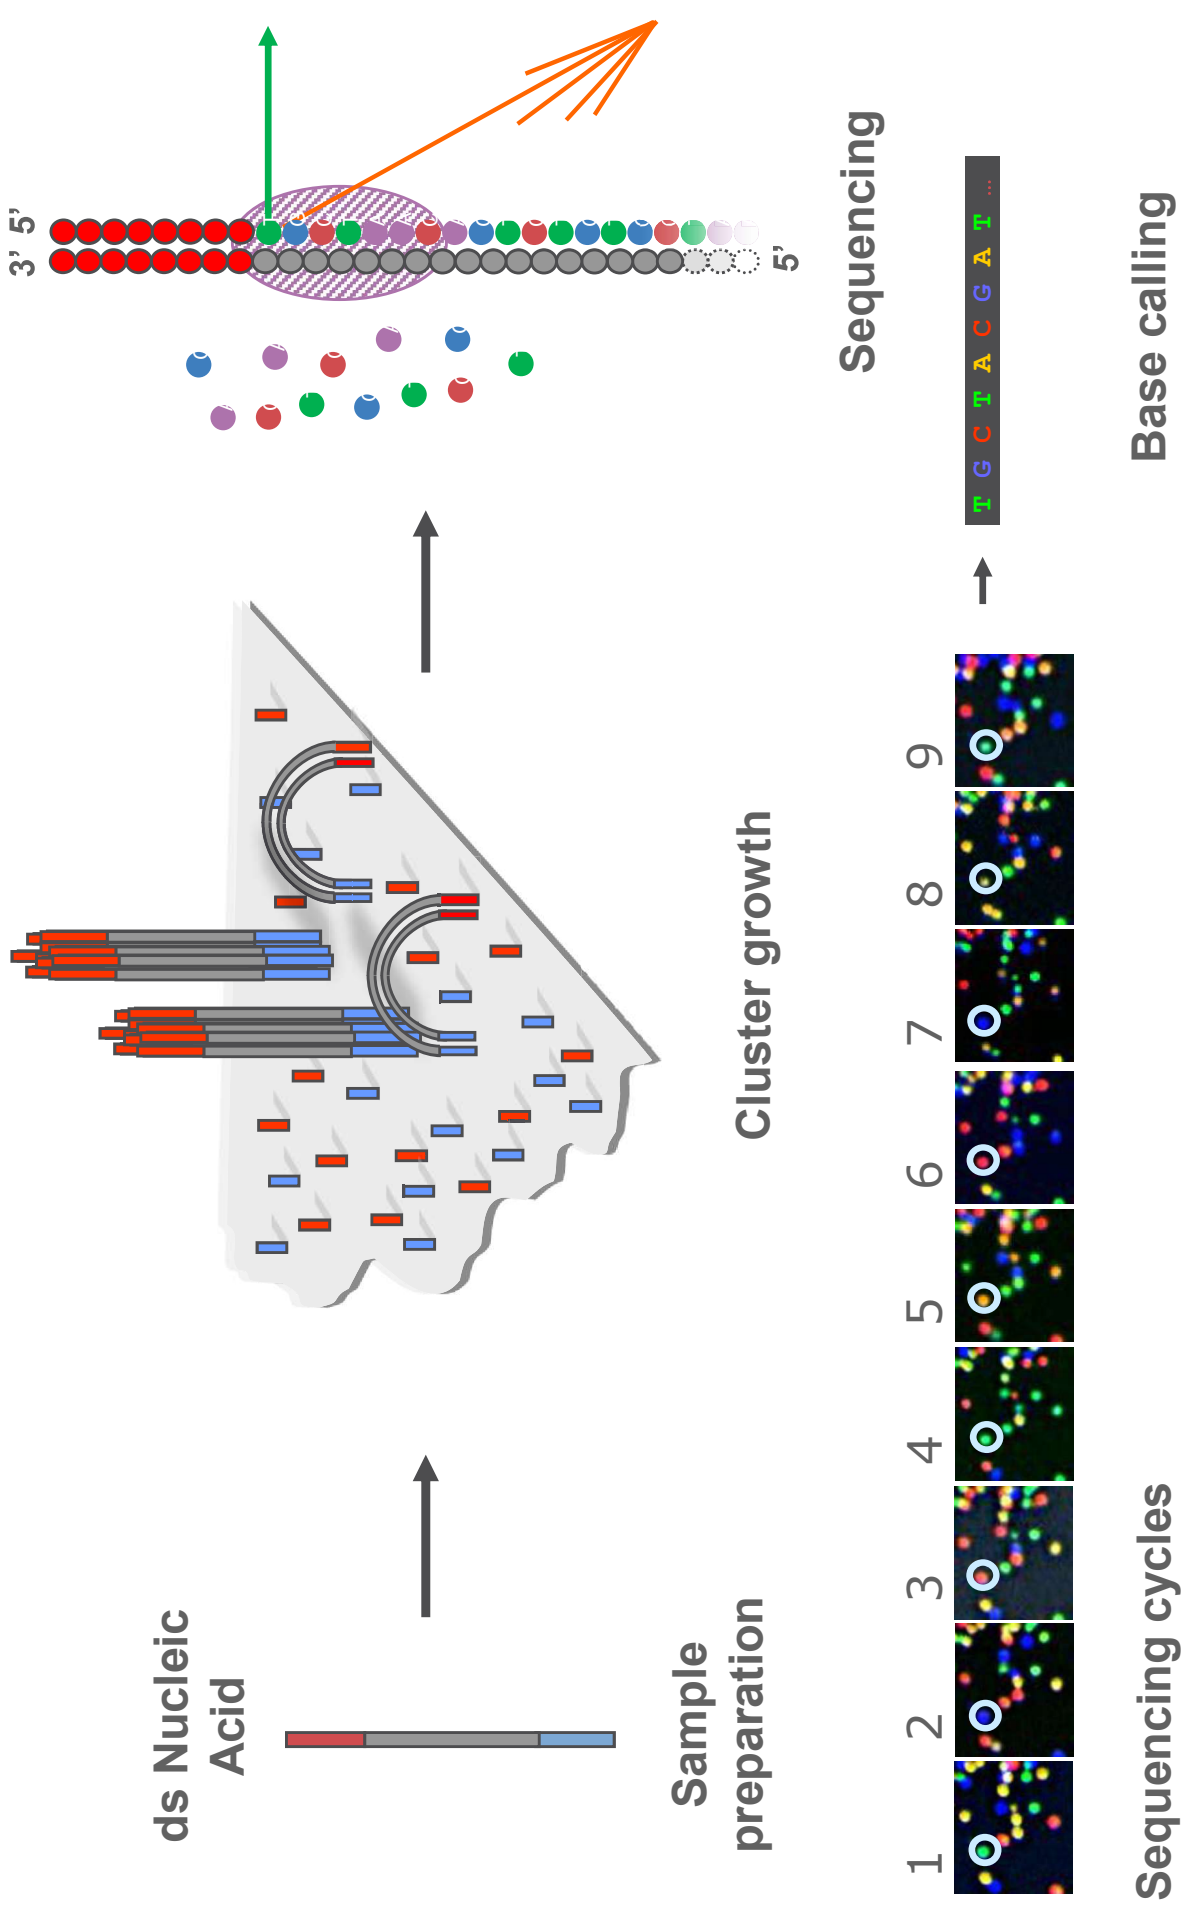 ds Nucleic
Acid
Sample
preparation
Cluster growth
3’ 5’
5’
Sequencing
1 2 3 4 5 6 7 8 9
TGCTACGAT...
Sequencing cycles
Base calling